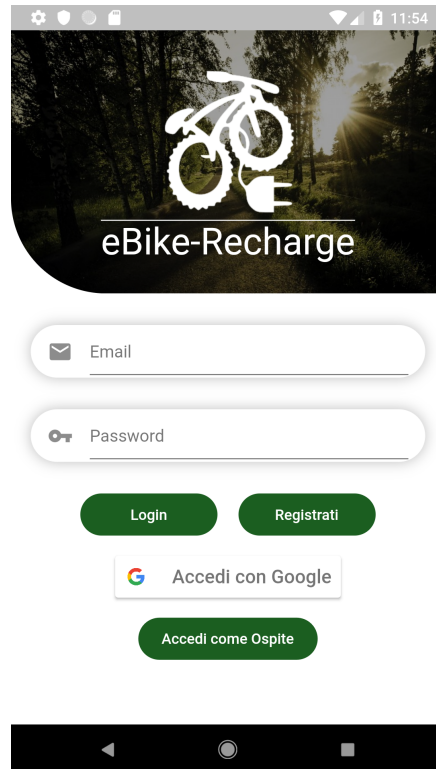 11:54
eBike-Recharge
Email
Password
Login Registrati
Accedi con Google
Accedi come Ospite